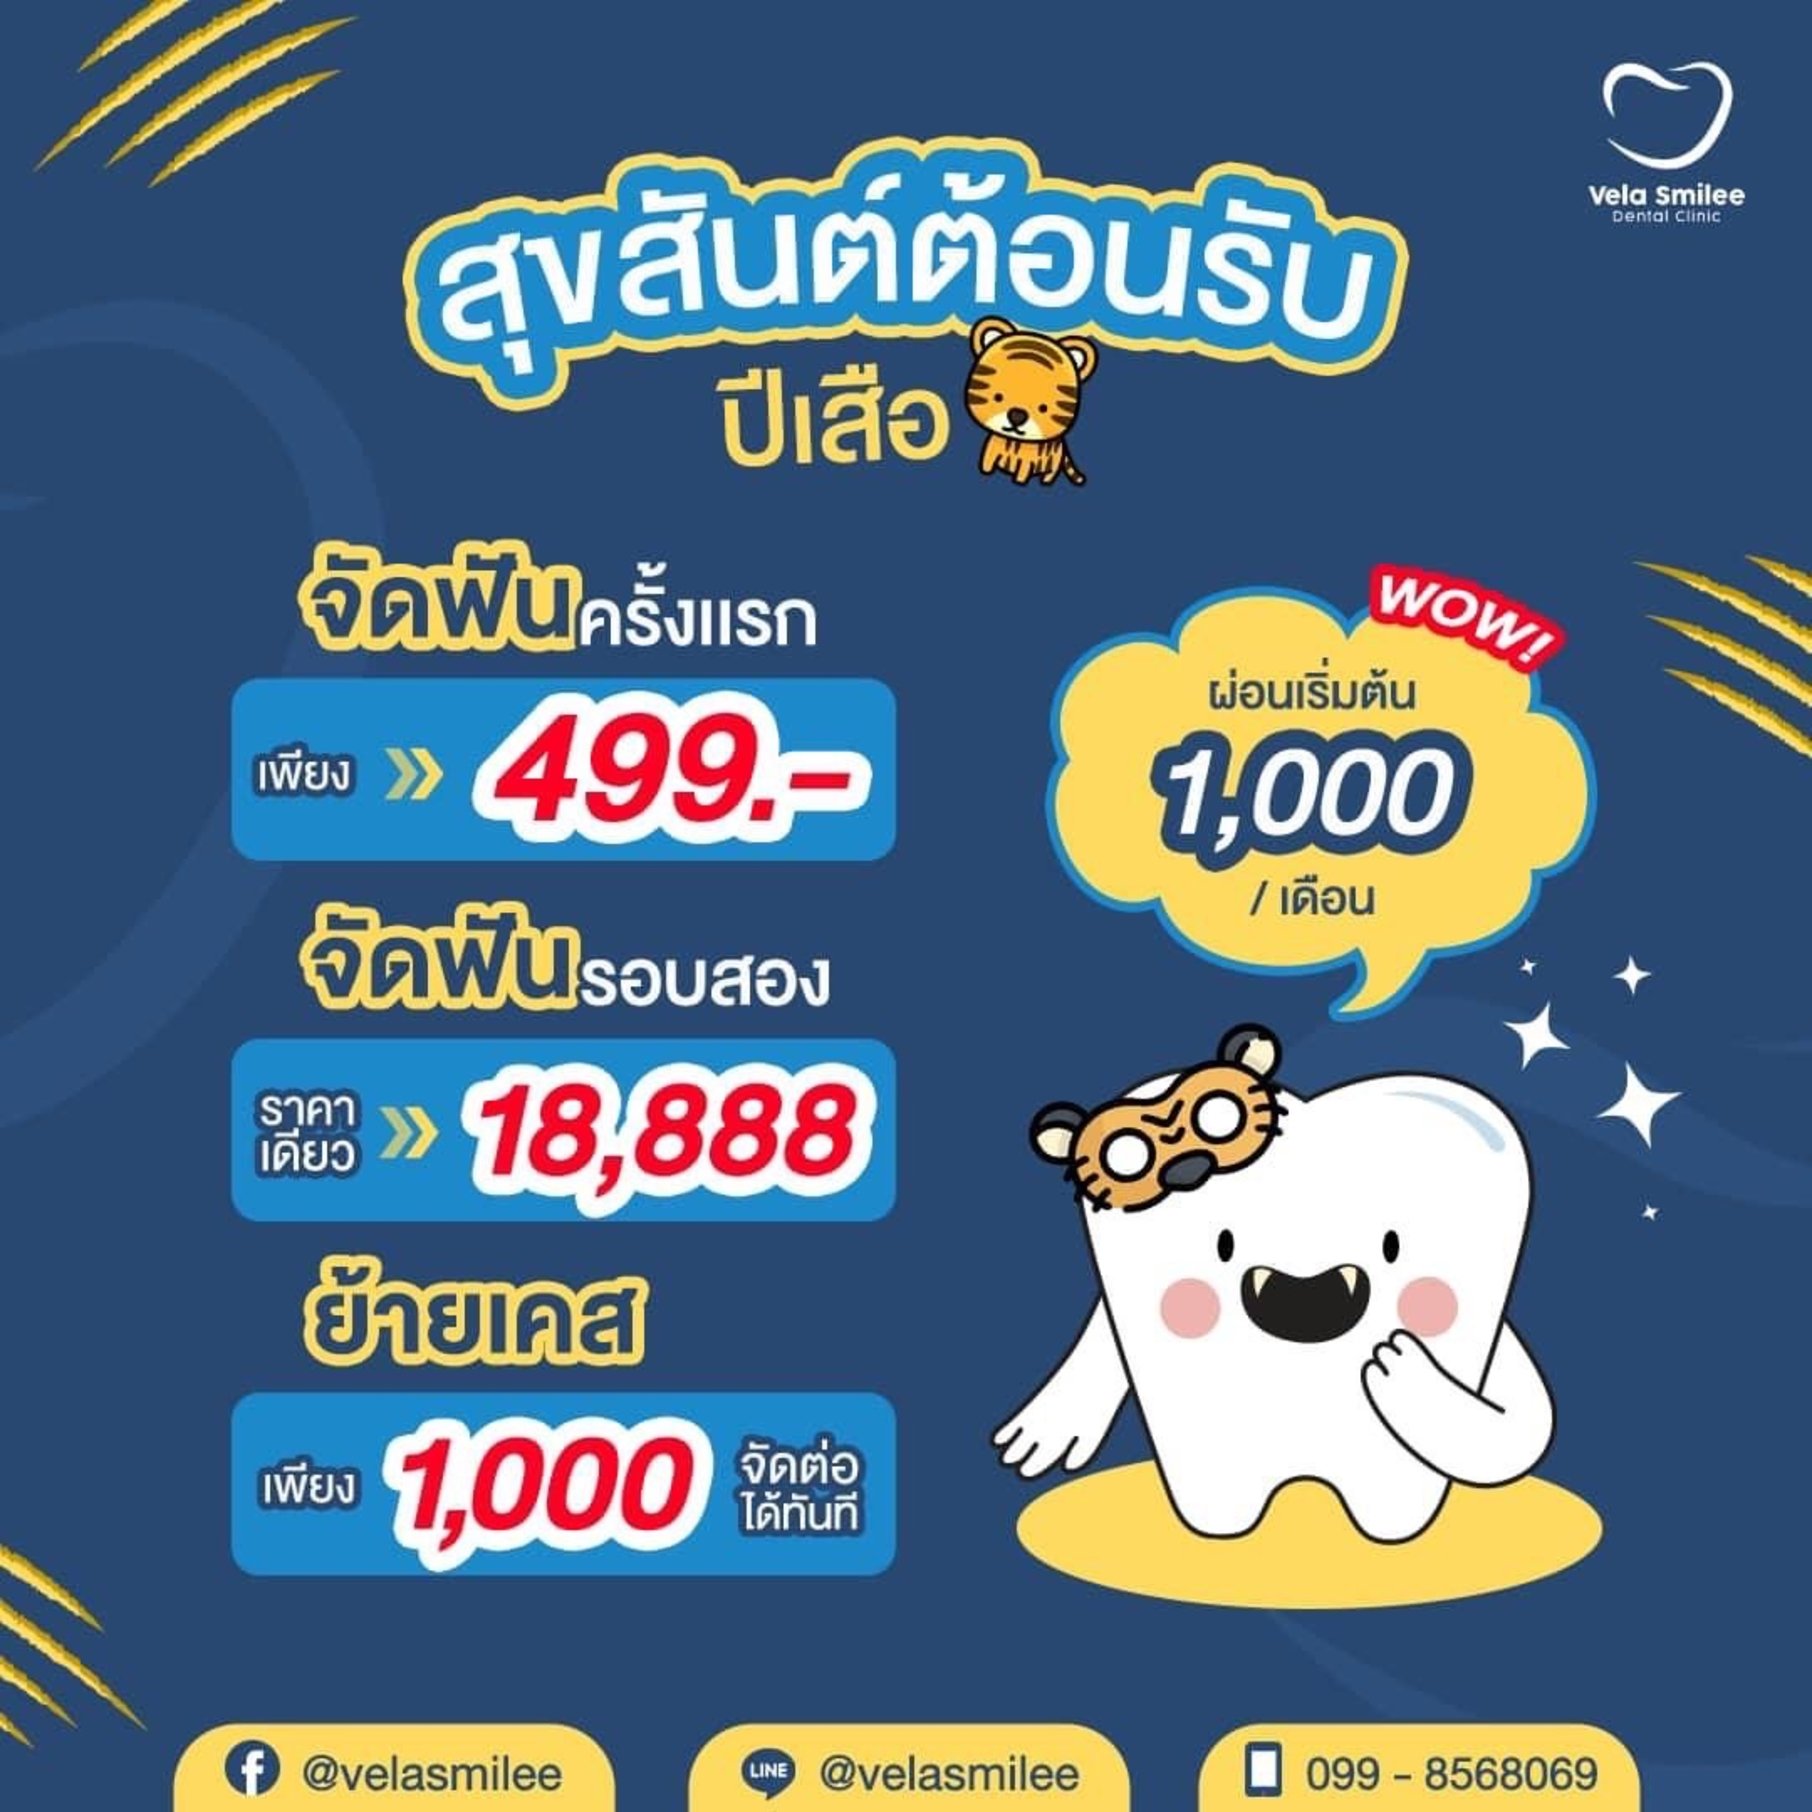 Vela Smilee
Dental Clinic
สุขสันต์ต้อนรับ
ปีเสือ
จัดฟันครั้งแรก
เพียง 499.-
จัดฟันรอบสอง
ราคา
เดียว
18,888
ย้ายเคส
เพียง 1,000
จัดต่อ
ได้ทันที
WOW!
ผ่อนเริ่มต้น
1,000
/ เดือน
@velasmilee
LINE @velasmilee
099 - 8568069